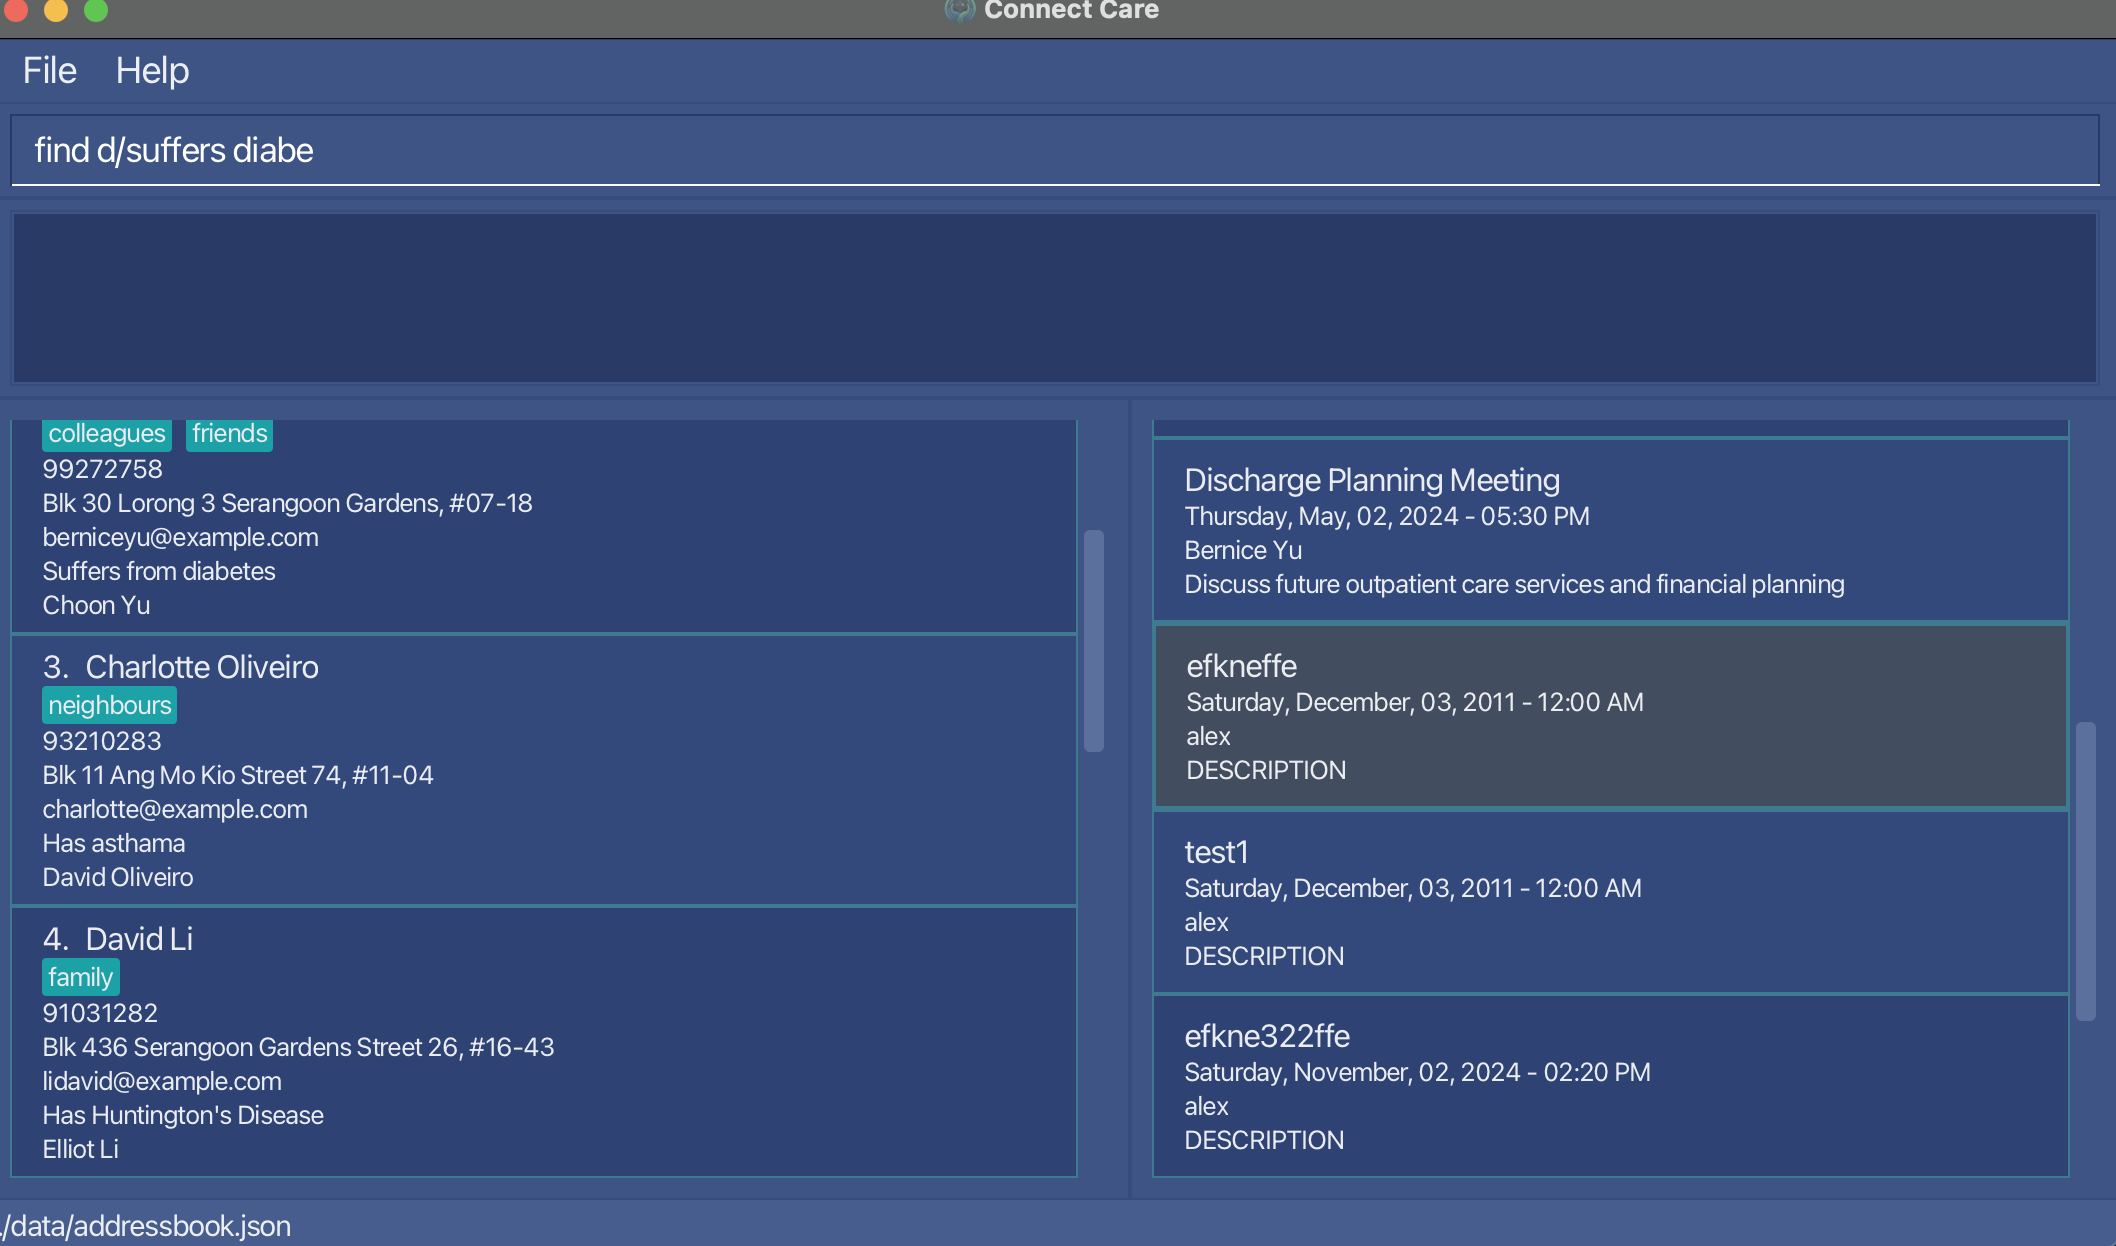 Connect Care
File Help
find d/suffers diabe
colleagues friends
99272758
Blk 30 Lorong 3 Serangoon Gardens, #07-18
berniceyu@example.com
Suffers from diabetes
Choon Yu
3. Charlotte Oliveiro
neighbours
93210283
Blk 11 Ang Mo Kio Street 74, #11-04
charlotte@example.com
Has asthama
David Oliveiro
4. David Li
family
91031282
Blk 436 Serangoon Gardens Street 26, #16-43
lidavid@example.com
Has Huntington's Disease
Elliot Li
Discharge Planning Meeting
Thursday, May, 02, 2024 - 05:30 PM
Bernice Yu
Discuss future outpatient care services and financial planning
efkneffe
Saturday, December, 03, 2011 - 12:00 AM
alex
DESCRIPTION
test1
Saturday, December, 03, 2011 - 12:00 AM
alex
DESCRIPTION
efkne322ffe
Saturday, November, 02, 2024 - 02:20 PM
alex
DESCRIPTION
./data/addressbook.json